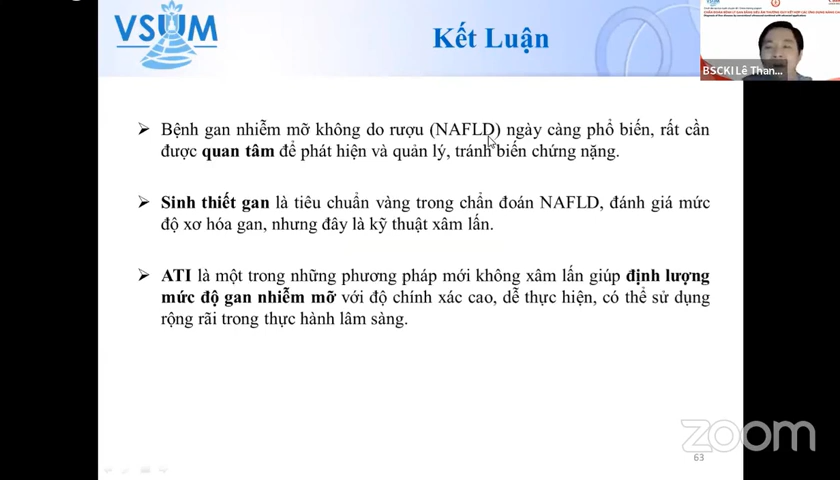 VSUM
Kết Luận
BSCKI Lê Than...
➢ Bệnh gan nhiễm mỡ không do rượu (NAFLD) ngày càng phổ biến, rất cần
được quan tâm để phát hiện và quản lý, tránh biến chứng nặng.
➢ Sinh thiết gan là tiêu chuẩn vàng trong chẩn đoán NAFLD, đánh giá mức
độ xơ hóa gan, nhưng đây là kỹ thuật xâm lấn.
➢ ATI là một trong những phương pháp mới không xâm lấn giúp định lượng
mức độ gan nhiễm mỡ với độ chính xác cao, dễ thực hiện, có thể sử dụng
rộng rãi trong thực hành lâm sàng.
zoom
63